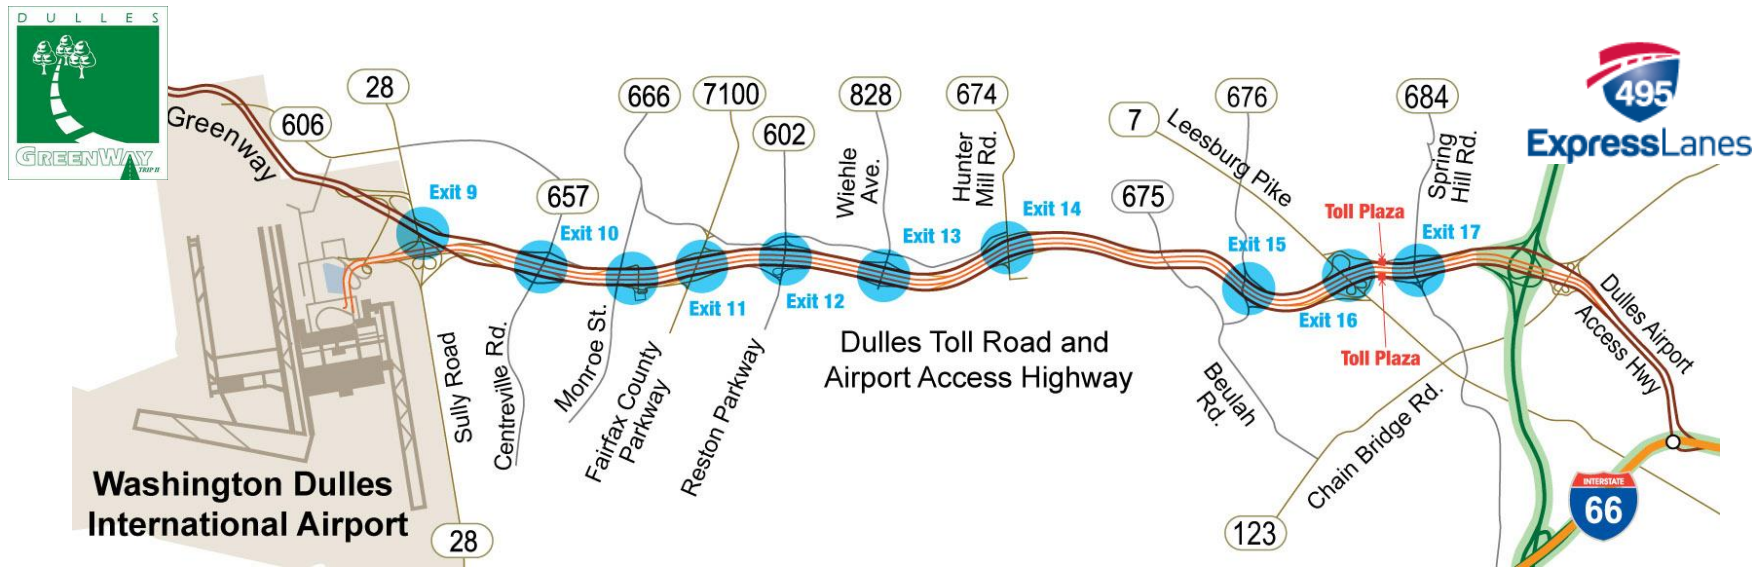 DULLES
GREENWAY
TRIP II
Greenway
606
28
Exit 9
657
Exit 10
666
7100
Exit 11
602
Exit 12
828
Wiehle
Ave.
Exit 13
674
Hunter
Mill Rd.
Exit 14
7
Leesburg Pike
675
676
Exit 15
Toll Plaza
684
Spring
Hill Rd.
Exit 17
495
ExpressLanes
Exit 16
Toll Plaza
Sully Road
Centreville Rd.
Monroe St.
Fairfax County
Parkway
Reston Parkway
Dulles Toll Road and
Airport Access Highway
Beulah
Rd.
Chain Bridge Rd.
Dulles Airport
Access Hwy
Washington Dulles
International Airport
28
123
INTERSTATE
66